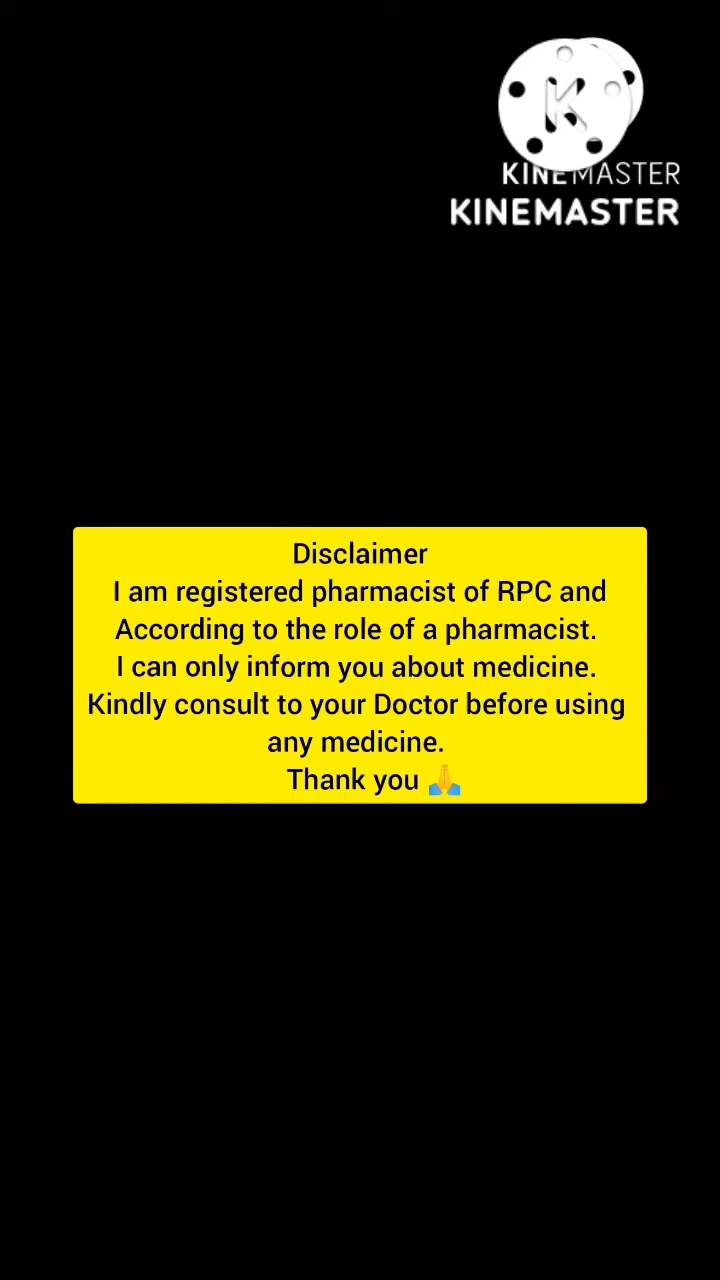 K
KINEMASTER
KINEMASTER
Disclaimer
I am registered pharmacist of RPC and
According to the role of a pharmacist.
I can only inform you about medicine.
Kindly consult to your Doctor before using
any medicine.
Thank you 🙏